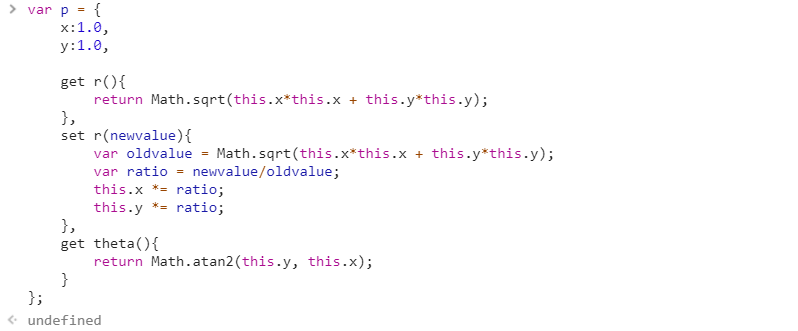 var p = {
    x:1.0,
    y:1.0,

    get r(){
        return Math.sqrt(this.x*this.x + this.y*this.y);
    },
    set r(newvalue){
        var oldvalue = Math.sqrt(this.x*this.x + this.y*this.y);
        var ratio = newvalue/oldvalue;
        this.x *= ratio;
        this.y *= ratio;
    },
    get theta(){
        return Math.atan2(this.y, this.x);
    }
};
undefined